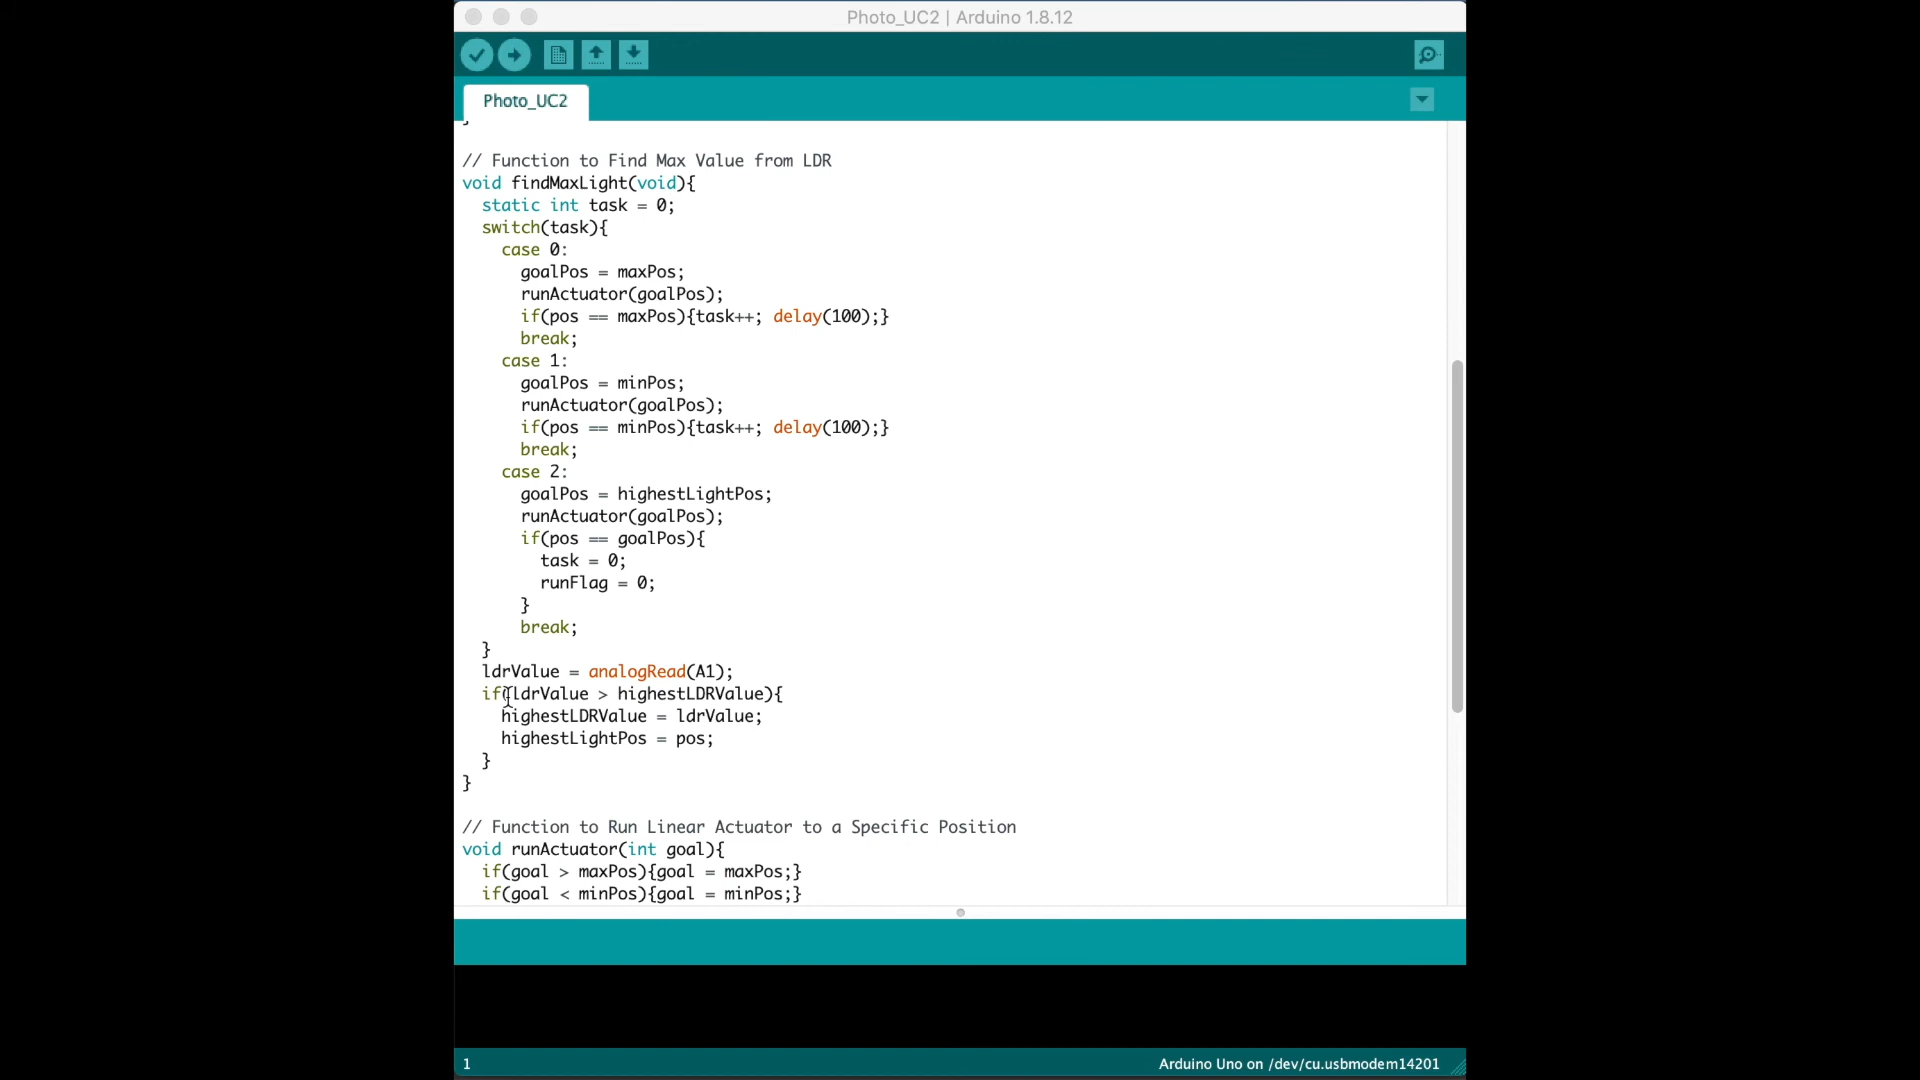 Photo_UC2 | Arduino 1.8.12
Photo_UC2
}
// Function to Find Max Value from LDR
void findMaxLight(void){
static int task = 0;
switch(task){
case 0:
goalPos = maxPos;
runActuator(goalPos);
if(pos == maxPos){task++; delay(100);}
break;
case 1:
goalPos = minPos;
runActuator(goalPos);
if(pos == minPos){task++; delay(100);}
break;
case 2:
goalPos = highestLightPos;
runActuator(goalPos);
if(pos == goalPos){
task = 0;
runFlag = 0;
}
break;
}
ldrValue = analogRead(A1);
if(ldrValue > highestLDRValue){
highestLDRValue = ldrValue;
highestLightPos = pos;
}
}
// Function to Run Linear Actuator to a Specific Position
void runActuator(int goal){
if(goal > maxPos){goal = maxPos;}
if(goal < minPos){goal = minPos;}
1
Arduino Uno on /dev/cu.usbmodem14201